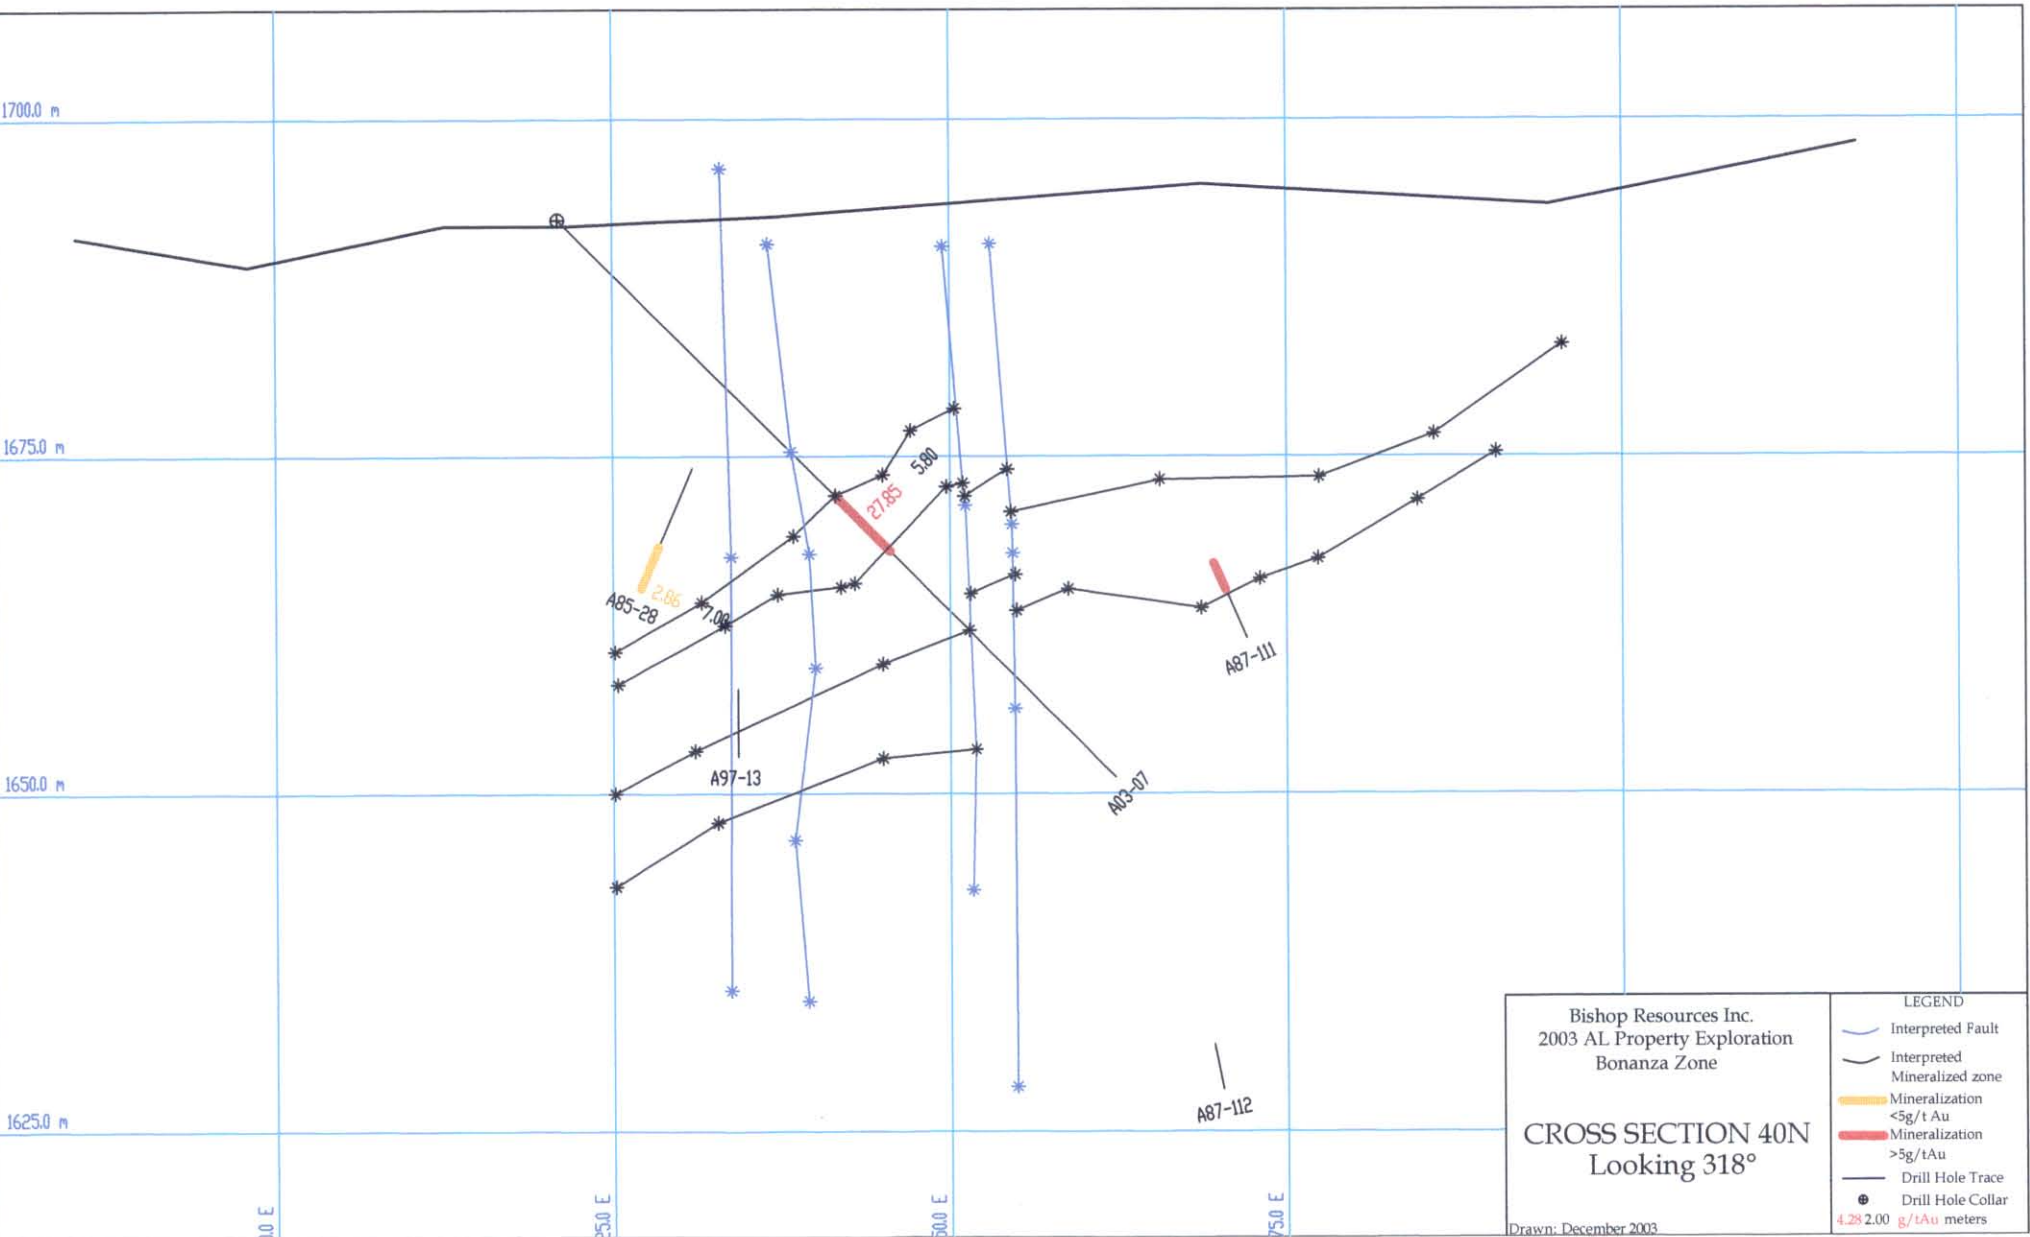 1700.0 m
1675.0 m
5.80
27.85
2.86
A85-28
7.00
A87-111
A97-13
A03-07
1650.0 m
A87-112
1625.0 m
0.0 E
25.0 E
50.0 E
75.0 E
Bishop Resources Inc.
2003 AL Property Exploration
Bonanza Zone
CROSS SECTION 40N
Looking 318°
Drawn: December 2003
LEGEND
Interpreted Fault
Interpreted
Mineralized zone
Mineralization
<5g/t Au
Mineralization
>5g/tAu
Drill Hole Trace
Drill Hole Collar
4.28 2.00 g/tAu meters